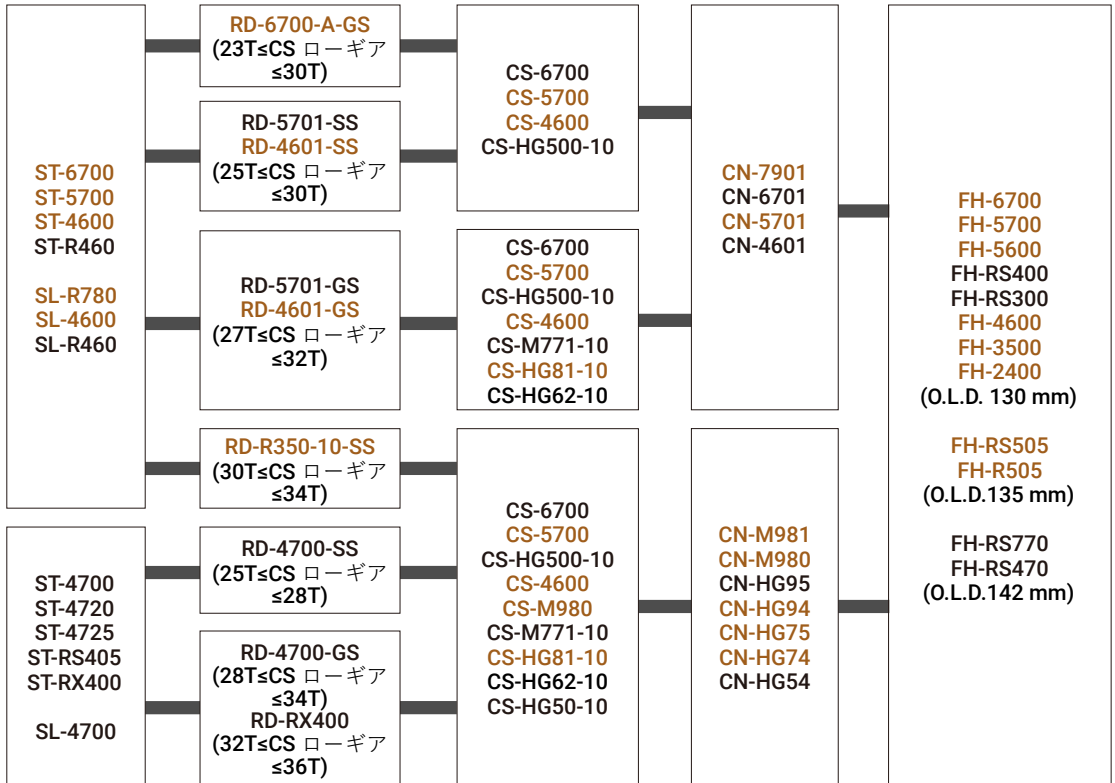 ST-6700
ST-5700
ST-4600
ST-R460
SL-R780
SL-4600
SL-R460
ST-4700
ST-4720
ST-4725
ST-RS405
ST-RX400
SL-4700
RD-6700-A-GS
(23T≤CS ローギア
≤30T)
RD-5701-SS
RD-4601-SS
(25T≤CS ローギア
≤30T)
RD-5701-GS
RD-4601-GS
(27T≤CS ローギア
≤32T)
RD-R350-10-SS
(30T≤CS ローギア
≤34T)
RD-4700-SS
(25T≤CS ローギア
≤28T)
RD-4700-GS
(28T≤CS ローギア
≤34T)
RD-RX400
(32T≤CS ローギア
≤36T)
CS-6700
CS-5700
CS-4600
CS-HG500-10
CS-6700
CS-5700
CS-HG500-10
CS-4600
CS-M771-10
CS-HG81-10
CS-HG62-10
CS-6700
CS-5700
CS-HG500-10
CS-4600
CS-M980
CS-M771-10
CS-HG81-10
CS-HG62-10
CS-HG50-10
CN-7901
CN-6701
CN-5701
CN-4601
CN-M981
CN-M980
CN-HG95
CN-HG94
CN-HG75
CN-HG74
CN-HG54
FH-6700
FH-5700
FH-5600
FH-RS400
FH-RS300
FH-4600
FH-3500
FH-2400
(O.L.D. 130 mm)
FH-RS505
FH-R505
(O.L.D.135 mm)
FH-RS770
FH-RS470
(O.L.D.142 mm)